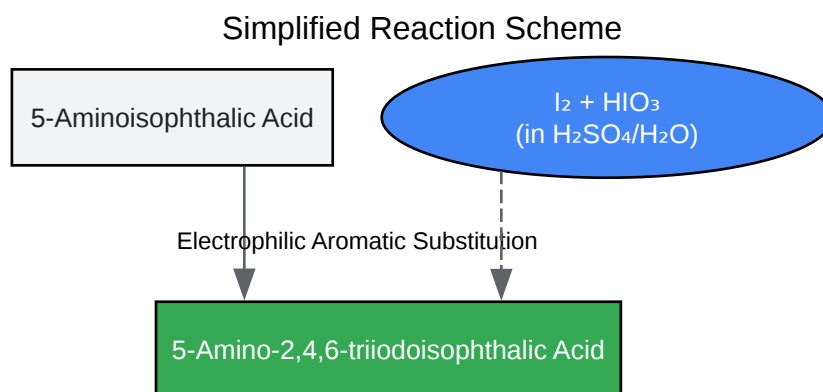 Simplified Reaction Scheme
5-Aminoisophthalic Acid
I₂ + HIO₃
(in H₂SO₄/H₂O)
Electrophilic Aromatic Substitution
5-Amino-2,4,6-triiodoisophthalic Acid